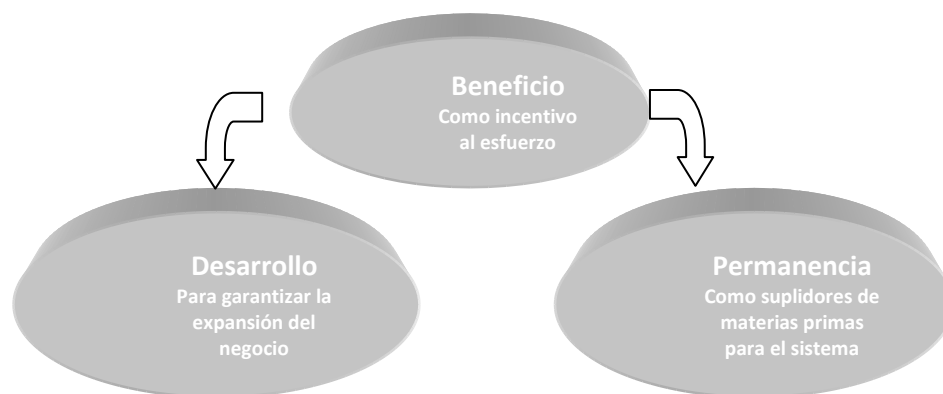 Beneficio
Como incentivo
al esfuerzo
Desarrollo
Para garantizar la
expansión del
negocio
Permanencia
Como suplidores de
materias primas
para el sistema